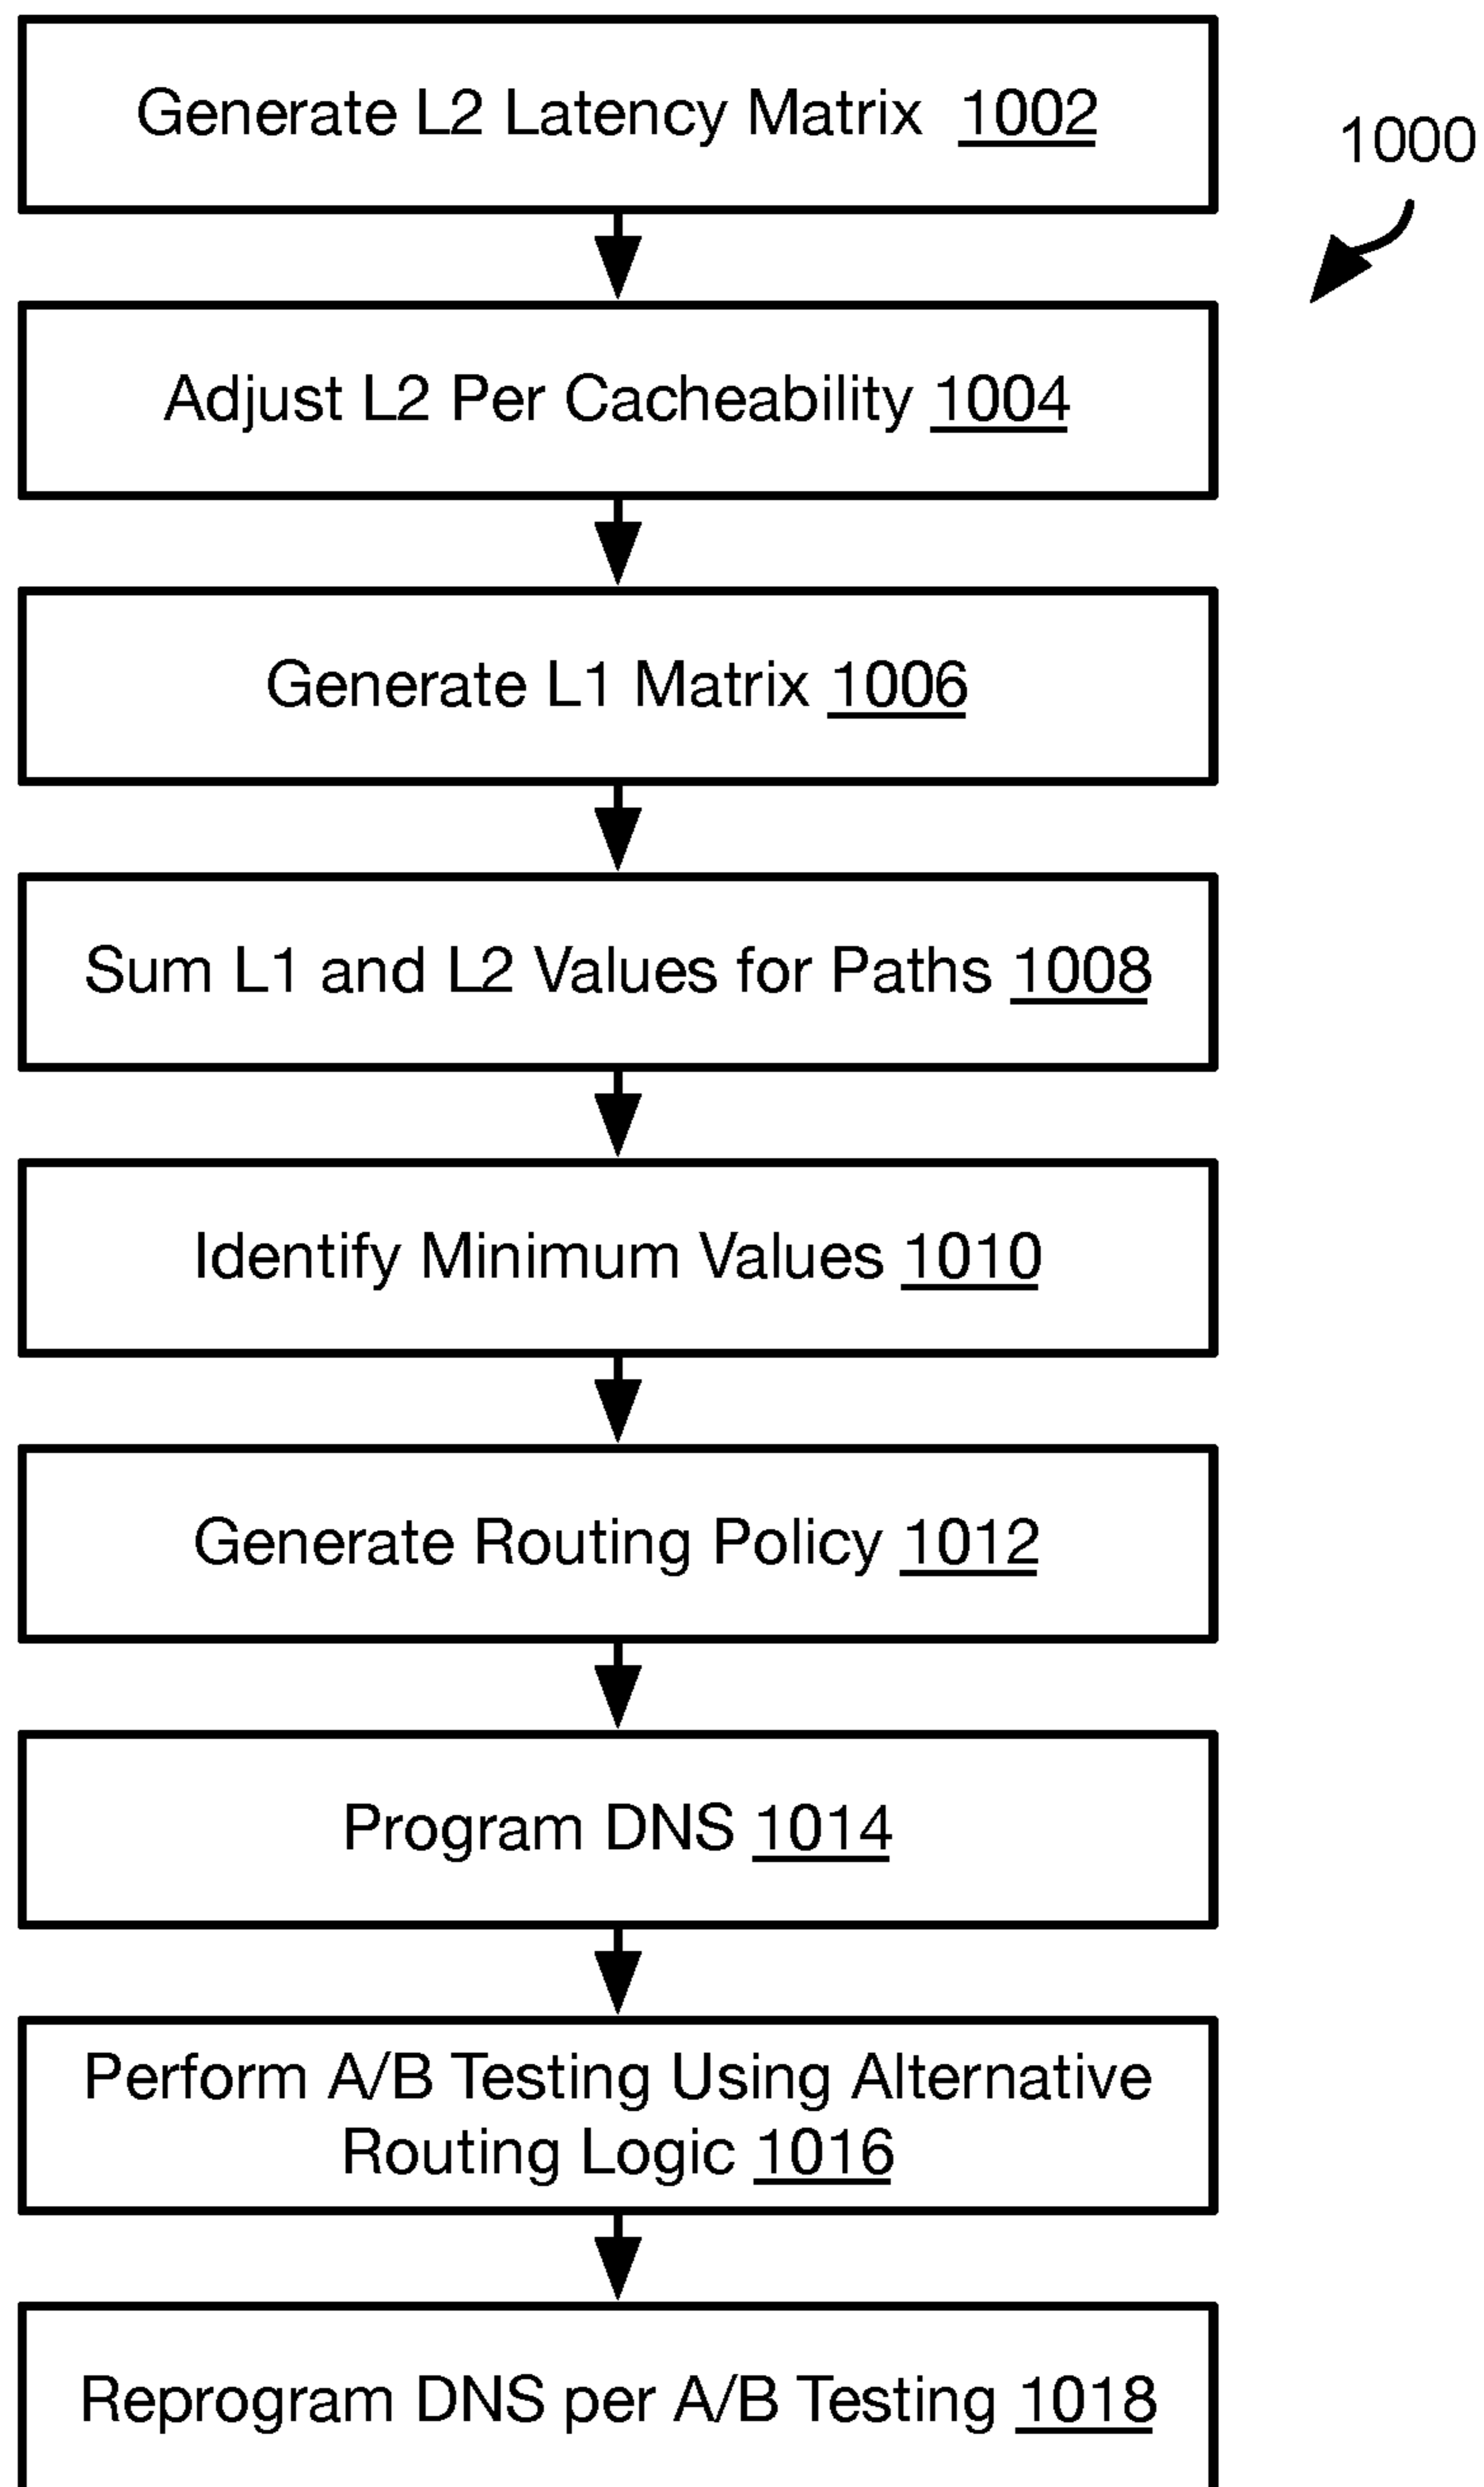 Generate L2 Latency Matrix 1002
1000
Adjust L2 Per Cacheability 1004
Generate L1 Matrix 1006
Sum L1 and L2 Values for Paths 1008
Identify Minimum Values 1010
Generate Routing Policy 1012
Program DNS 1014
Perform A/B Testing Using Alternative
Routing Logic 1016
Reprogram DNS per A/B Testing 1018